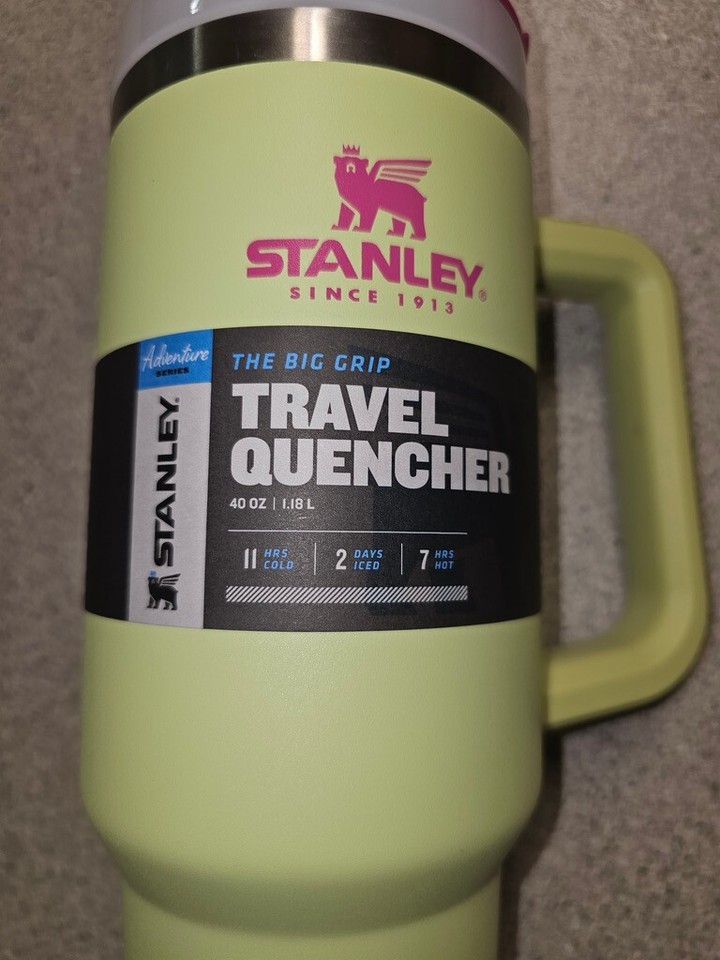 STANLEY®
SINCE 1913
Adventure
SERIES
STANLEY®
THE BIG GRIP
TRAVEL
QUENCHER
40 OZ | 1.18 L
11 HRS COLD | 2 DAYS ICED | 7 HRS HOT